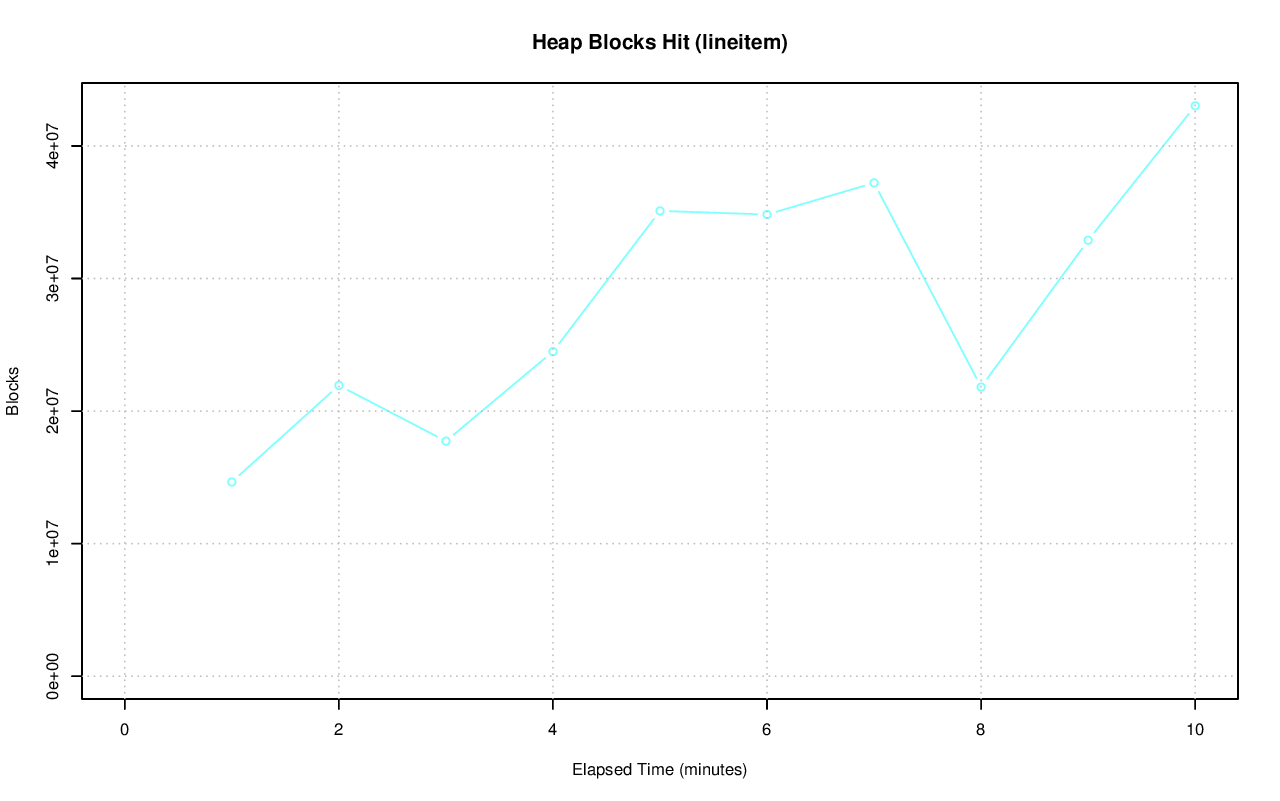 Heap Blocks Hit (lineitem)
4e+07
3e+07
2e+07
1e+07
0e+00
Blocks
0 2 4 6 8 10
Elapsed Time (minutes)